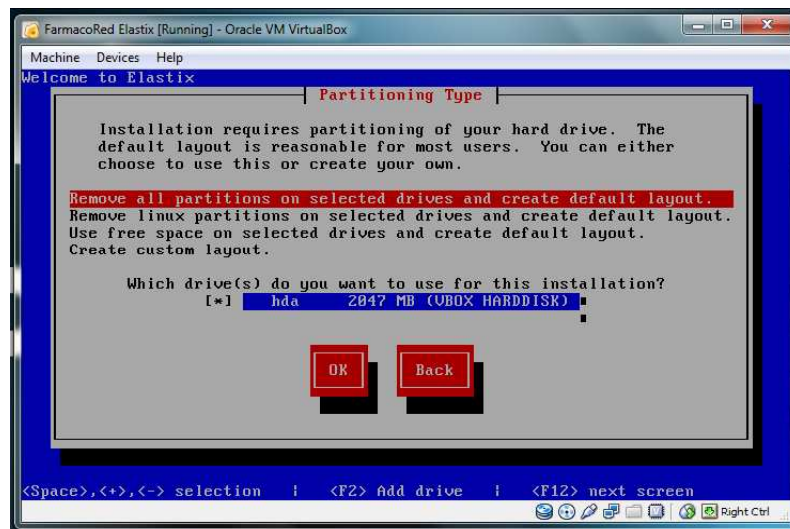 FarmacoRed Elastix [Running] - Oracle VM VirtualBox
Machine Devices Help
Welcome to Elastix
Partitioning Type
Installation requires partitioning of your hard drive. The
default layout is reasonable for most users. You can either
choose to use this or create your own.
Remove all partitions on selected drives and create default layout.
Remove linux partitions on selected drives and create default layout.
Use free space on selected drives and create default layout.
Create custom layout.
Which drive(s) do you want to use for this installation?
[*] hda 2047 MB (VBOX HARDDISK)
OK Back
<Space>,<+>,<-> selection | <F2> Add drive | <F12> next screen
Right Ctrl